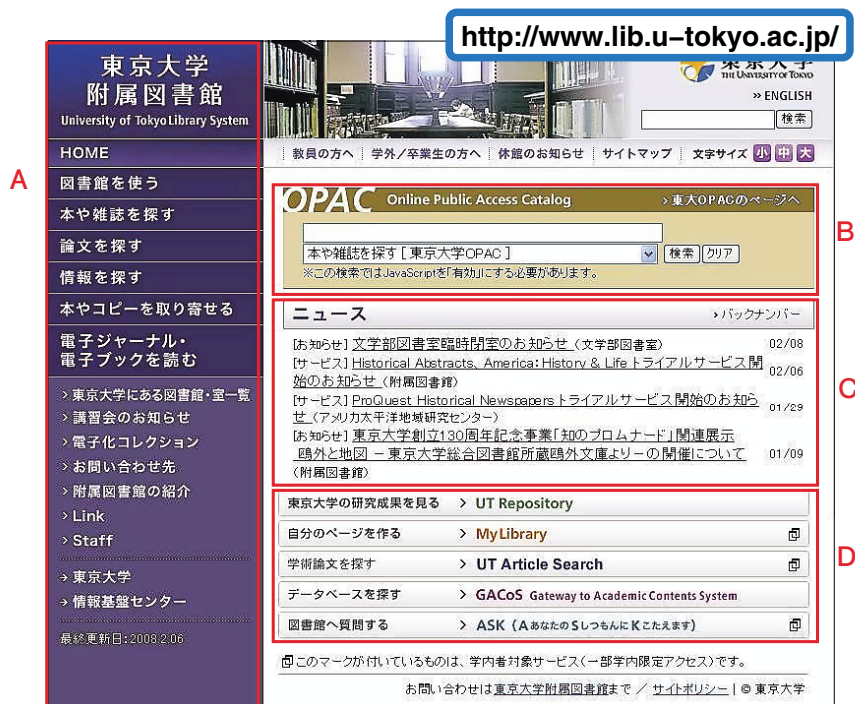 http://www.lib.u-tokyo.ac.jp/
東京大学
附属図書館
University of Tokyo Library System
東京大学
THE UNIVERSITY OF TOKYO
» ENGLISH
検索
A
HOME
図書館を使う
本や雑誌を探す
論文を探す
情報を探す
本やコピーを取り寄せる
電子ジャーナル・
電子ブックを読む
›東京大学にある図書館・室一覧
›講習会のお知らせ
›電子化コレクション
›お問い合わせ先
›附属図書館の紹介
›Link
›Staff
→東京大学
→情報基盤センター
最終更新日:2008.2.06
教員の方へ 学外/卒業生の方へ 休館のお知らせ サイトマップ 文字サイズ 小 中 大
B
OPAC Online Public Access Catalog ›東大OPACのページへ
本や雑誌を探す [ 東京大学OPAC ] 検索 クリア
※この検索ではJavaScriptを「有効」にする必要があります。
C
ニュース ›バックナンバー
[お知らせ] 文学部図書室臨時閉室のお知らせ (文学部図書室) 02/08
[サービス] Historical Abstracts、America:History & Life トライアルサービス開
始のお知らせ (附属図書館) 02/06
[サービス] ProQuest Historical Newspapers トライアルサービス開始のお知ら
せ (アメリカ太平洋地域研究センター) 01/29
[お知らせ] 東京大学創立130周年記念事業「知のプロムナード」関連展示
鴎外と地図 − 東京大学総合図書館所蔵鴎外文庫より−の開催について 01/09
(附属図書館)
D
東京大学の研究成果を見る › UT Repository
自分のページを作る › MyLibrary
学術論文を探す › UT Article Search
データベースを探す › GACoS Gateway to Academic Contents System
図書館へ質問する › ASK (AあなたのSしつもんにKこたえます)
このマークが付いているものは、学内者対象サービス(一部学内限定アクセス)です。
お問い合わせは東京大学附属図書館まで / サイトポリシー | © 東京大学